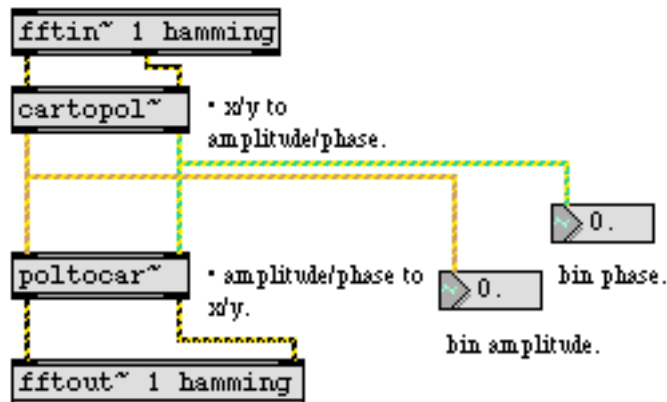 fftin~ 1 hamming
cartopol~
• x/y to
amplitude/phase.
0.
bin phase.
poltocar~
• amplitude/phase to
x/y.
0.
bin amplitude.
fftout~ 1 hamming